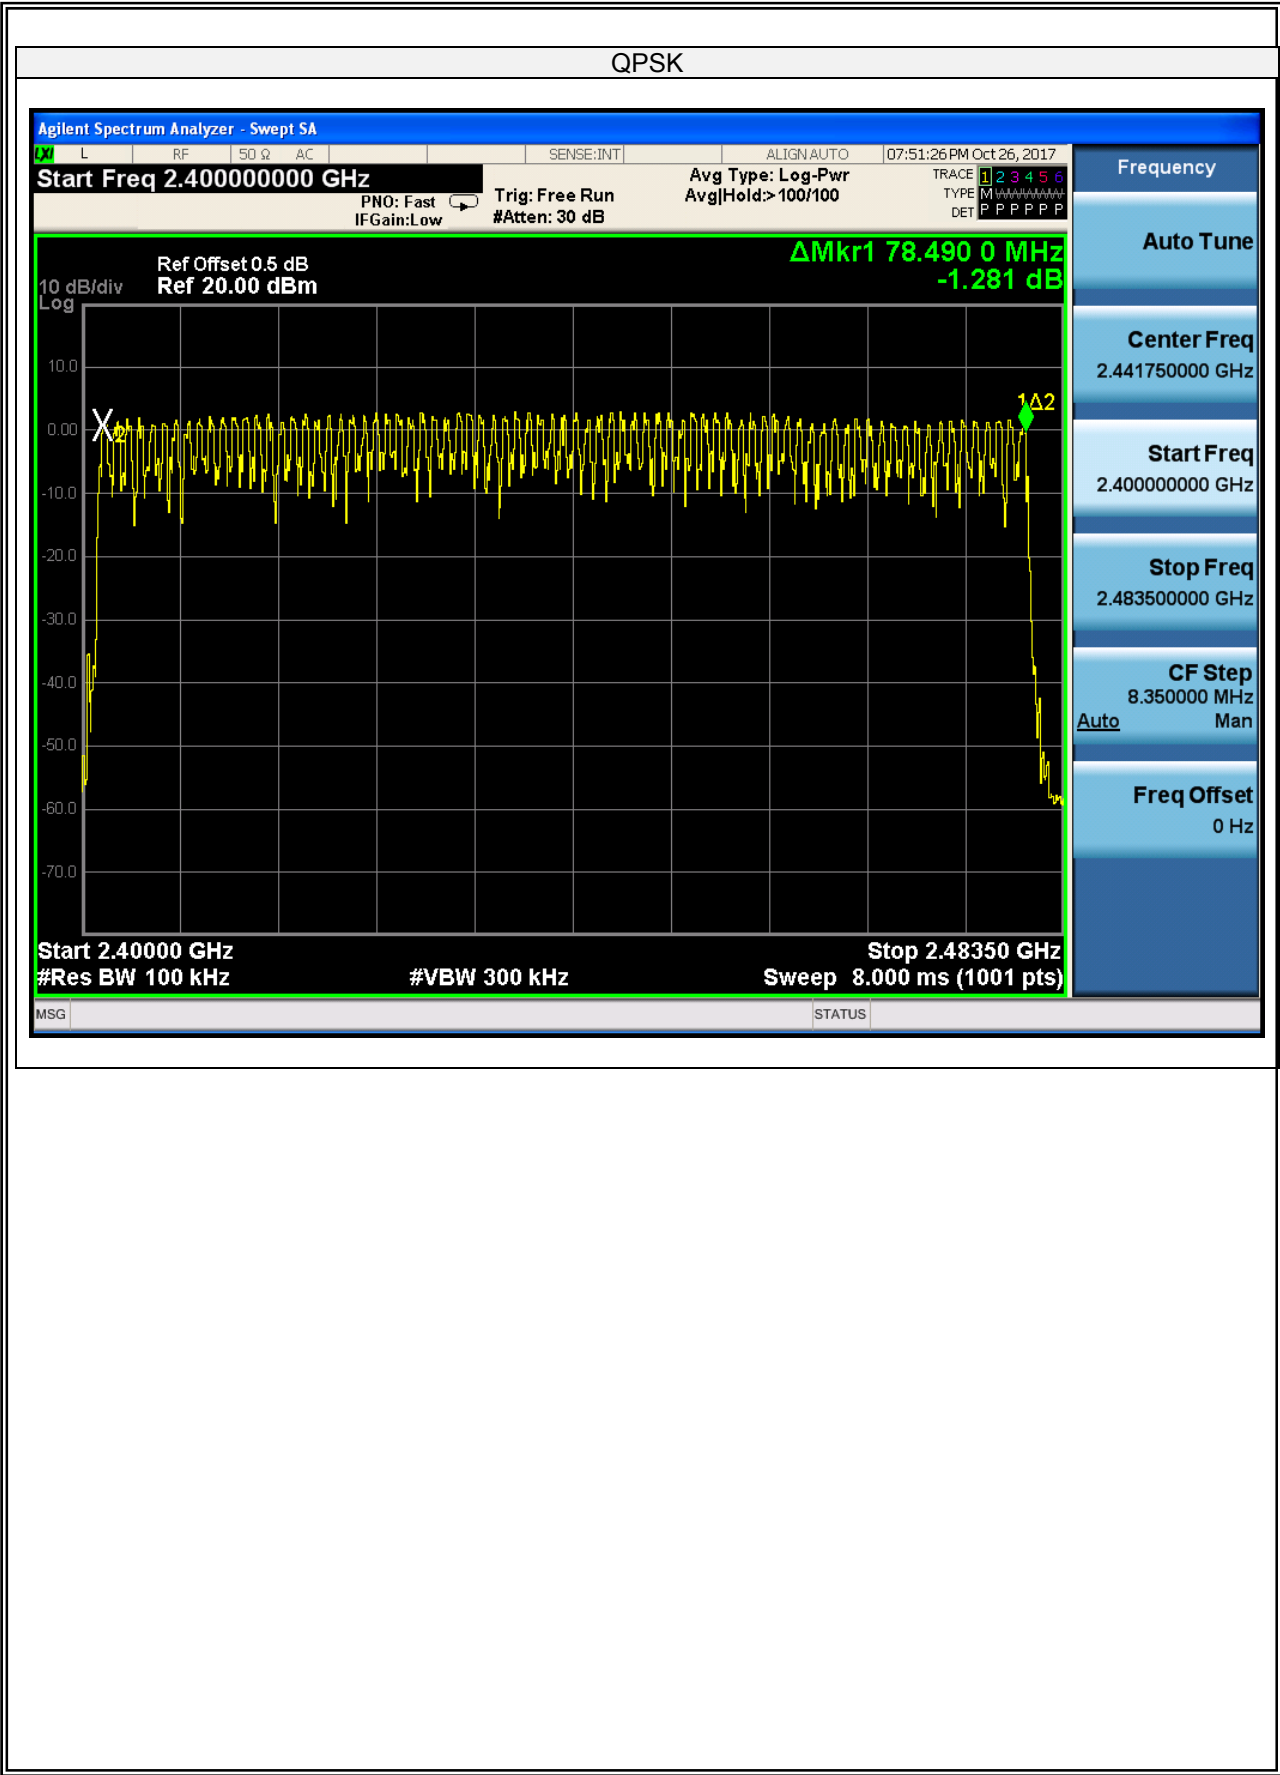 QPSK
Agilent Spectrum Analyzer - Swept SA
LXI L RF 50 Ω AC SENSE:INT ALIGN AUTO 07:51:26 PM Oct 26, 2017
Start Freq 2.400000000 GHz
PNO: Fast
IFGain:Low
Trig: Free Run
#Atten: 30 dB
Avg Type: Log-Pwr
Avg|Hold:> 100/100
TRACE 1 2 3 4 5 6
TYPE M WWWWW
DET P P P P P P
Frequency
Auto Tune
Center Freq
2.441750000 GHz
Start Freq
2.400000000 GHz
Stop Freq
2.483500000 GHz
CF Step
8.350000 MHz
Auto Man
Freq Offset
0 Hz
ΔMkr1 78.490 0 MHz
-1.281 dB
Ref Offset 0.5 dB
10 dB/div Ref 20.00 dBm
Log
10.0
0.00
-10.0
-20.0
-30.0
-40.0
-50.0
-60.0
-70.0
X2
1Δ2
Start 2.40000 GHz Stop 2.48350 GHz
#Res BW 100 kHz #VBW 300 kHz Sweep 8.000 ms (1001 pts)
MSG STATUS